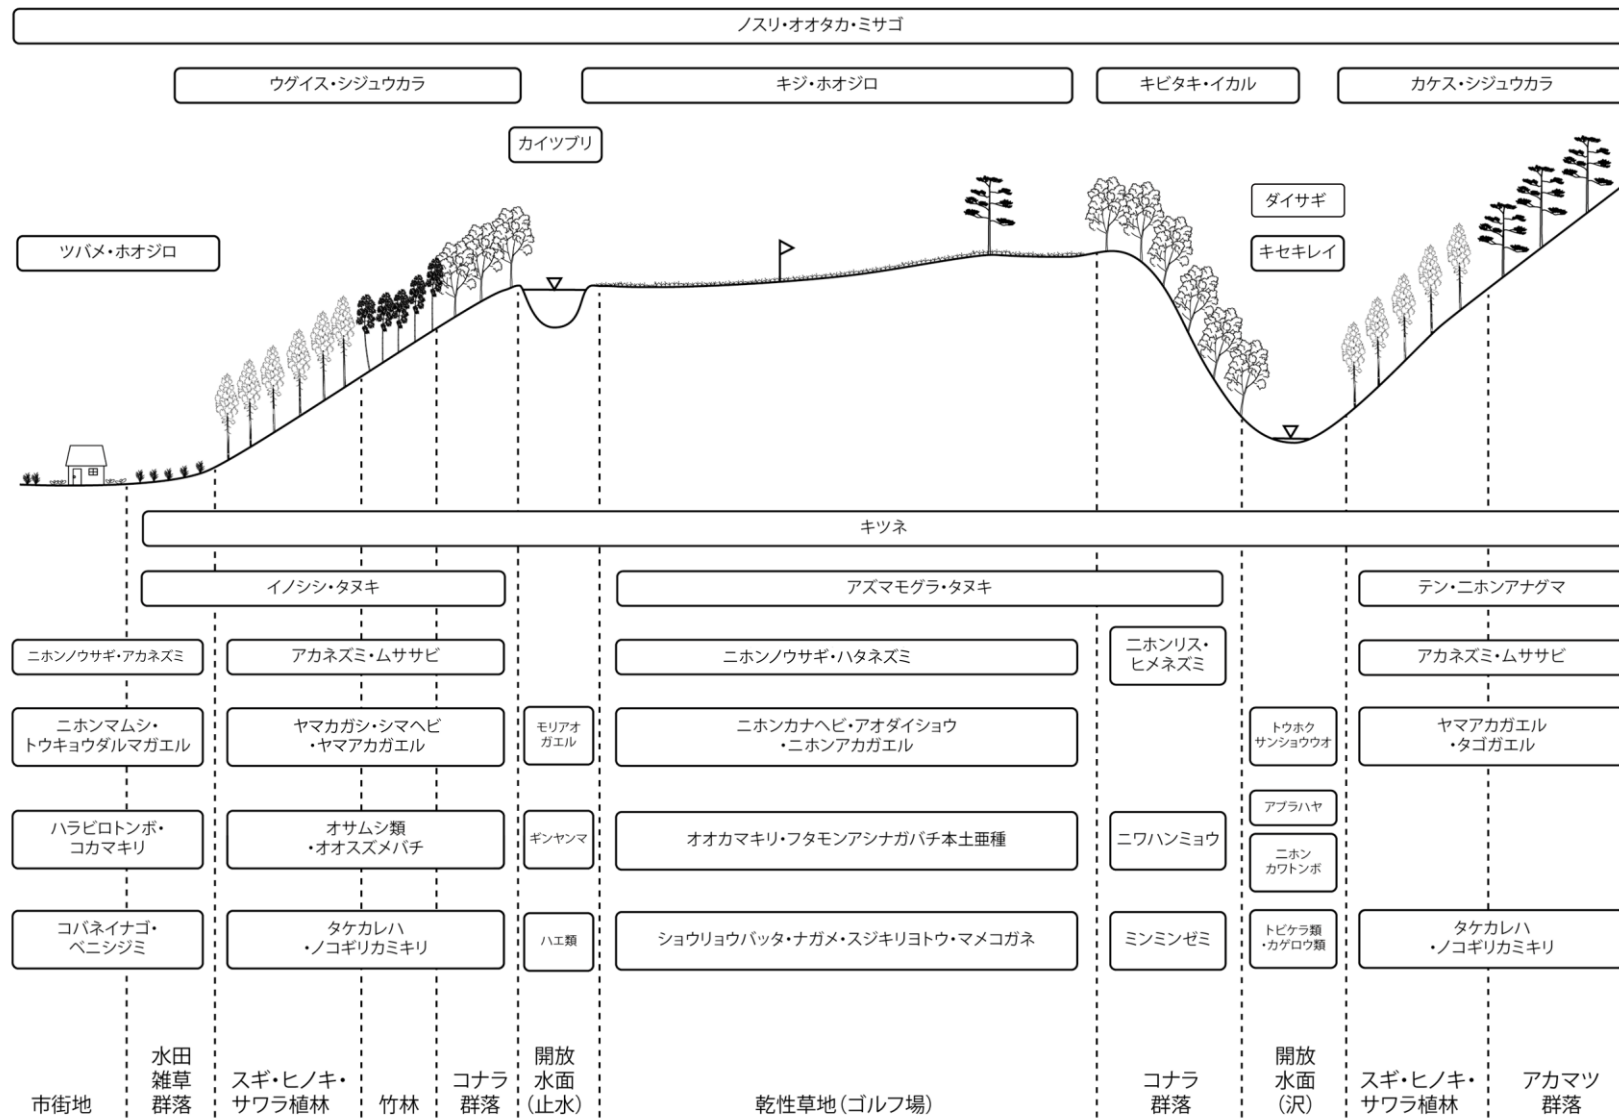 ノスリ・オオタカ・ミサゴ
ウグイス・シジュウカラ
キジ・ホオジロ
キビタキ・イカル
カケス・シジュウカラ
カイツブリ
ダイサギ
ツバメ・ホオジロ
キセキレイ
キツネ
イノシシ・タヌキ
アズマモグラ・タヌキ
テン・ニホンアナグマ
ニホンノウサギ・アカネズミ
アカネズミ・ムササビ
ニホンノウサギ・ハタネズミ
ニホンリス・
ヒメネズミ
アカネズミ・ムササビ
ニホンマムシ・
トウキョウダルマガエル
ヤマカガシ・シマヘビ
・ヤマアカガエル
モリアオ
ガエル
ニホンカナヘビ・アオダイショウ
・ニホンアカガエル
トウホク
サンショウウオ
ヤマアカガエル
・タゴガエル
ハラビロトンボ・
コカマキリ
オサムシ類
・オオスズメバチ
ギンヤンマ
オオカマキリ・フタモンアシナガバチ本土亜種
ニワハンミョウ
アブラハヤ
ニホン
カワトンボ
コバネイナゴ・
ベニシジミ
タケカレハ
・ノコギリカミキリ
ハエ類
ショウリョウバッタ・ナガメ・スジキリヨトウ・マメコガネ
ミンミンゼミ
トビケラ類
・カゲロウ類
タケカレハ
・ノコギリカミキリ
市街地
水田
雑草
群落
スギ・ヒノキ・
サワラ植林
竹林
コナラ
群落
開放
水面
(止水)
乾性草地(ゴルフ場)
コナラ
群落
開放
水面
(沢)
スギ・ヒノキ・
サワラ植林
アカマツ
群落